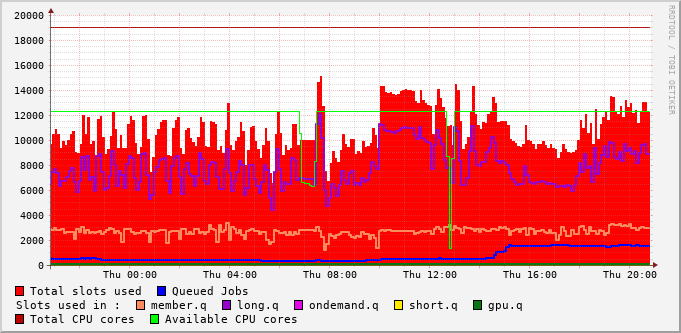 20000
18000
16000
14000
12000
10000
8000
6000
4000
2000
0
Thu 00:00 Thu 04:00 Thu 08:00 Thu 12:00 Thu 16:00 Thu 20:00
Total slots used Queued Jobs
Slots used in : member.q long.q ondemand.q short.q gpu.q
Total CPU cores Available CPU cores
RRDTOOL / TOBI OETIKER